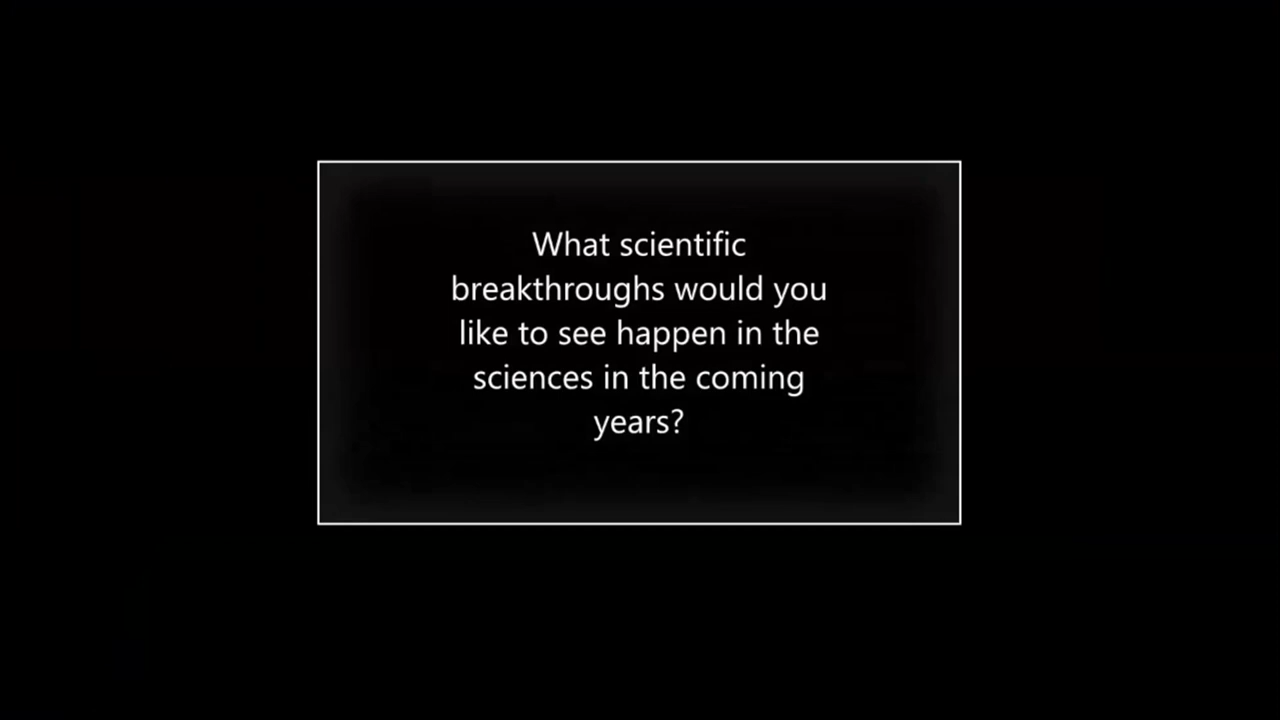 What scientific
breakthroughs would you
like to see happen in the
sciences in the coming
years?